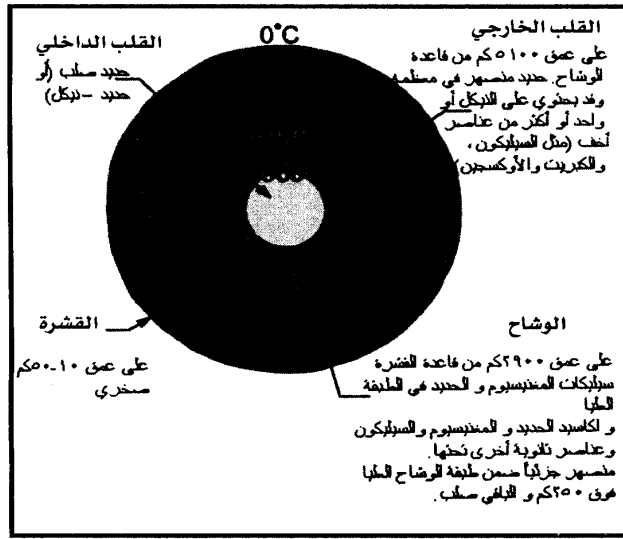 القلب الخارجي
على عمق ٥١٠٠ كم من قاعدة
الوشاح. حديد منصهر في معظمه
وقد يحتوي على النيكل أو
واحد أو أكثر من عناصر
أخف (مثل السيليكون ،
والكبريت والأوكسجين)
0°C
القلب الداخلي
حديد صلب (أو
حديد – نيكل)
الوشاح
على عمق ٢٩٠٠كم من قاعدة القشرة
سيليكات المغنيسيوم و الحديد في الطبقة
العليا
و اكاسيد الحديد و المغنيسيوم والسيليكون
وعناصر ثانوية أخرى تحتها.
منصهر جزئياً ضمن طبقة الوشاح العليا
فوق ٢٥٠كم و الباقي صلب.
القشرة
على عمق ١٠-٥٠كم
صخري